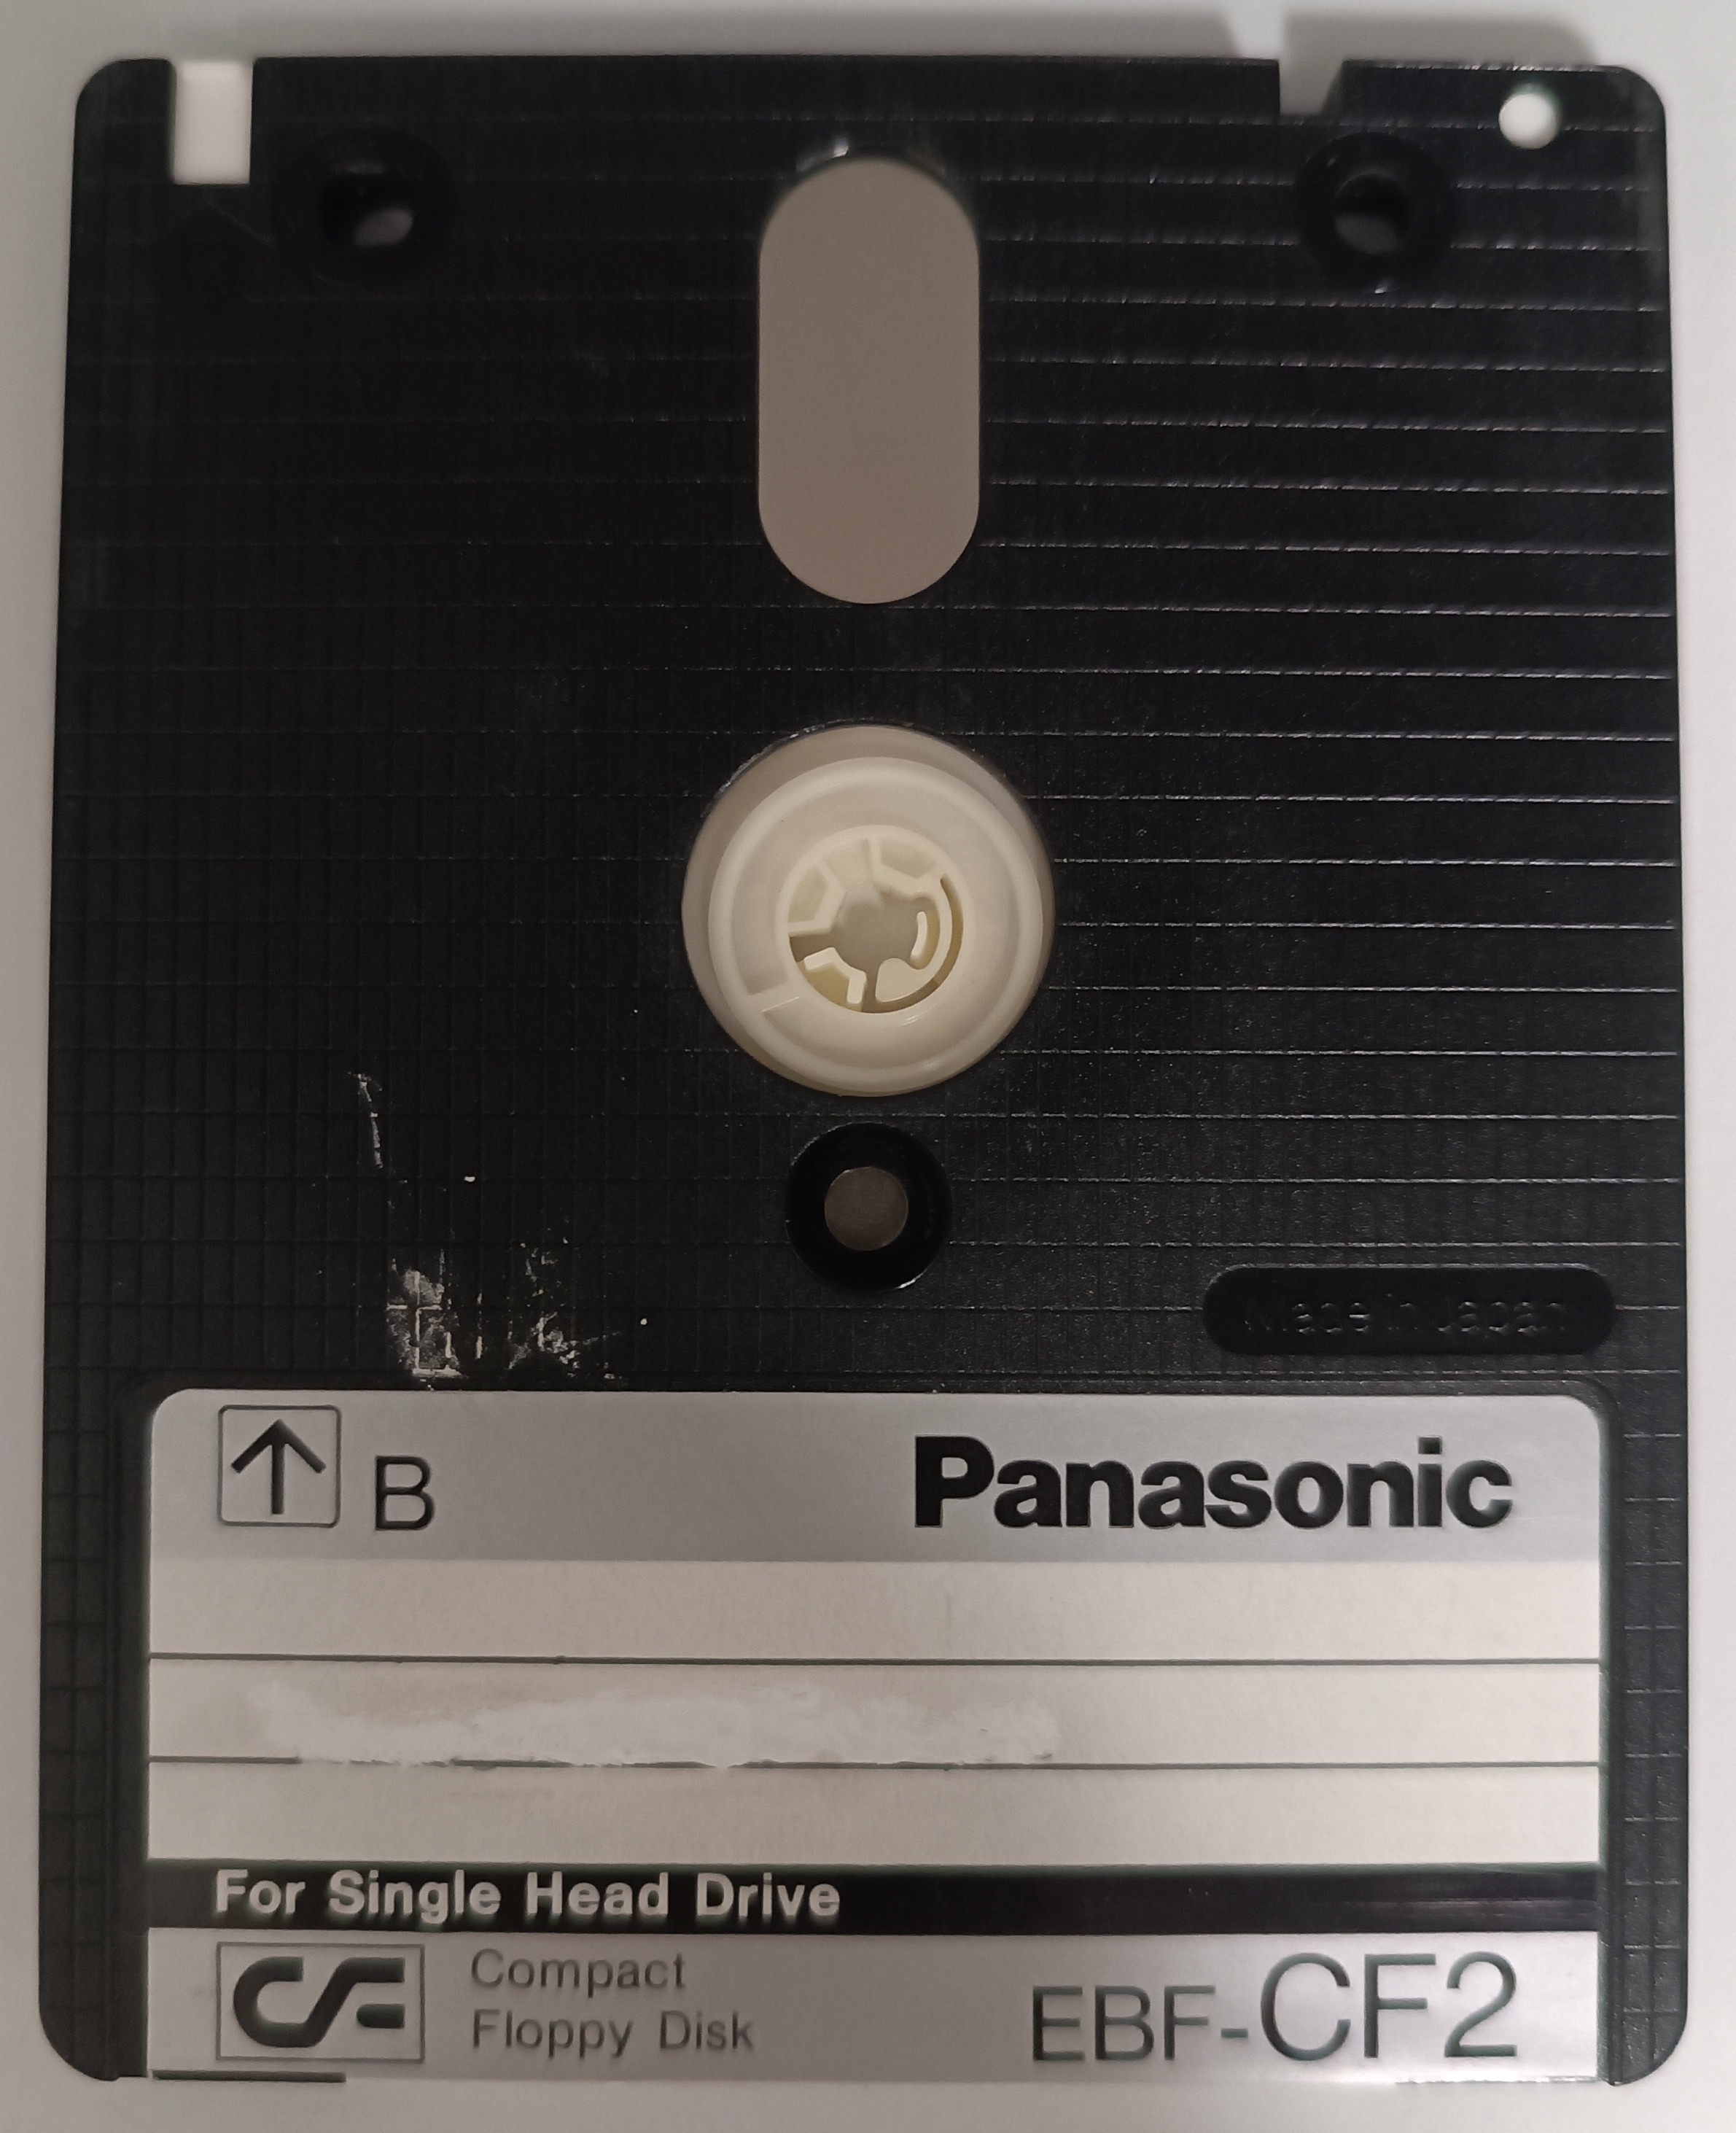 Made in Japan
B
Panasonic
For Single Head Drive
CF
Compact
Floppy Disk
EBF-CF2